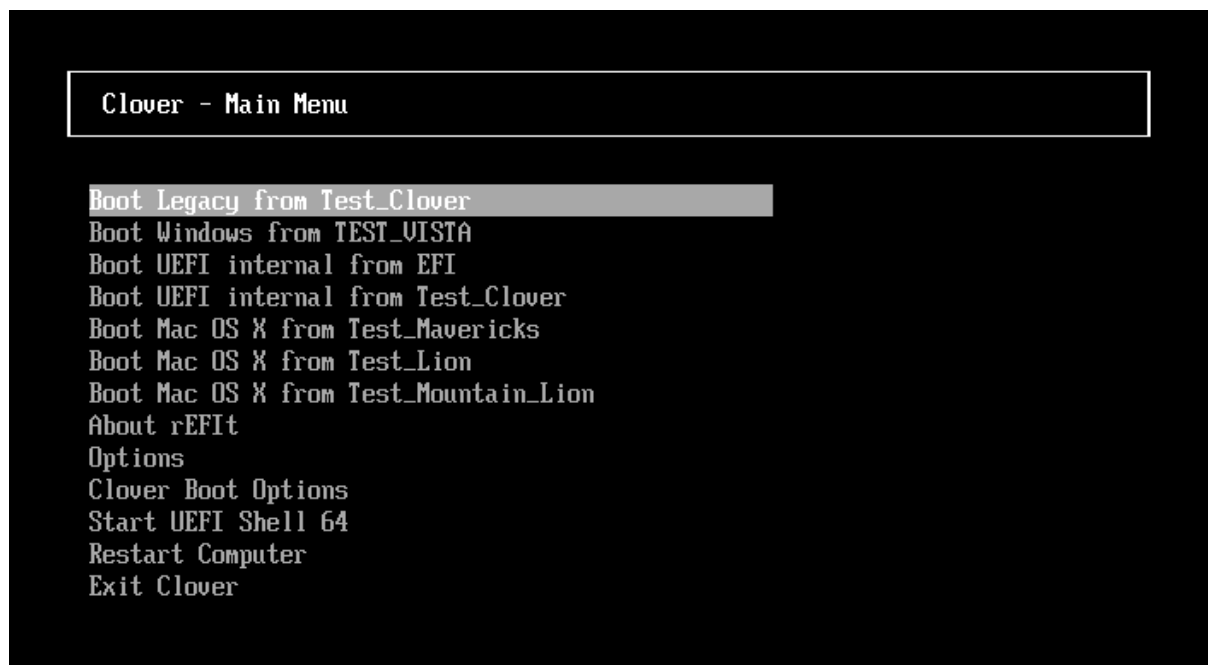 Clover - Main Menu
Boot Legacy from Test_Clover
Boot Windows from TEST_VISTA
Boot UEFI internal from EFI
Boot UEFI internal from Test_Clover
Boot Mac OS X from Test_Mavericks
Boot Mac OS X from Test_Lion
Boot Mac OS X from Test_Mountain_Lion
About rEFIt
Options
Clover Boot Options
Start UEFI Shell 64
Restart Computer
Exit Clover